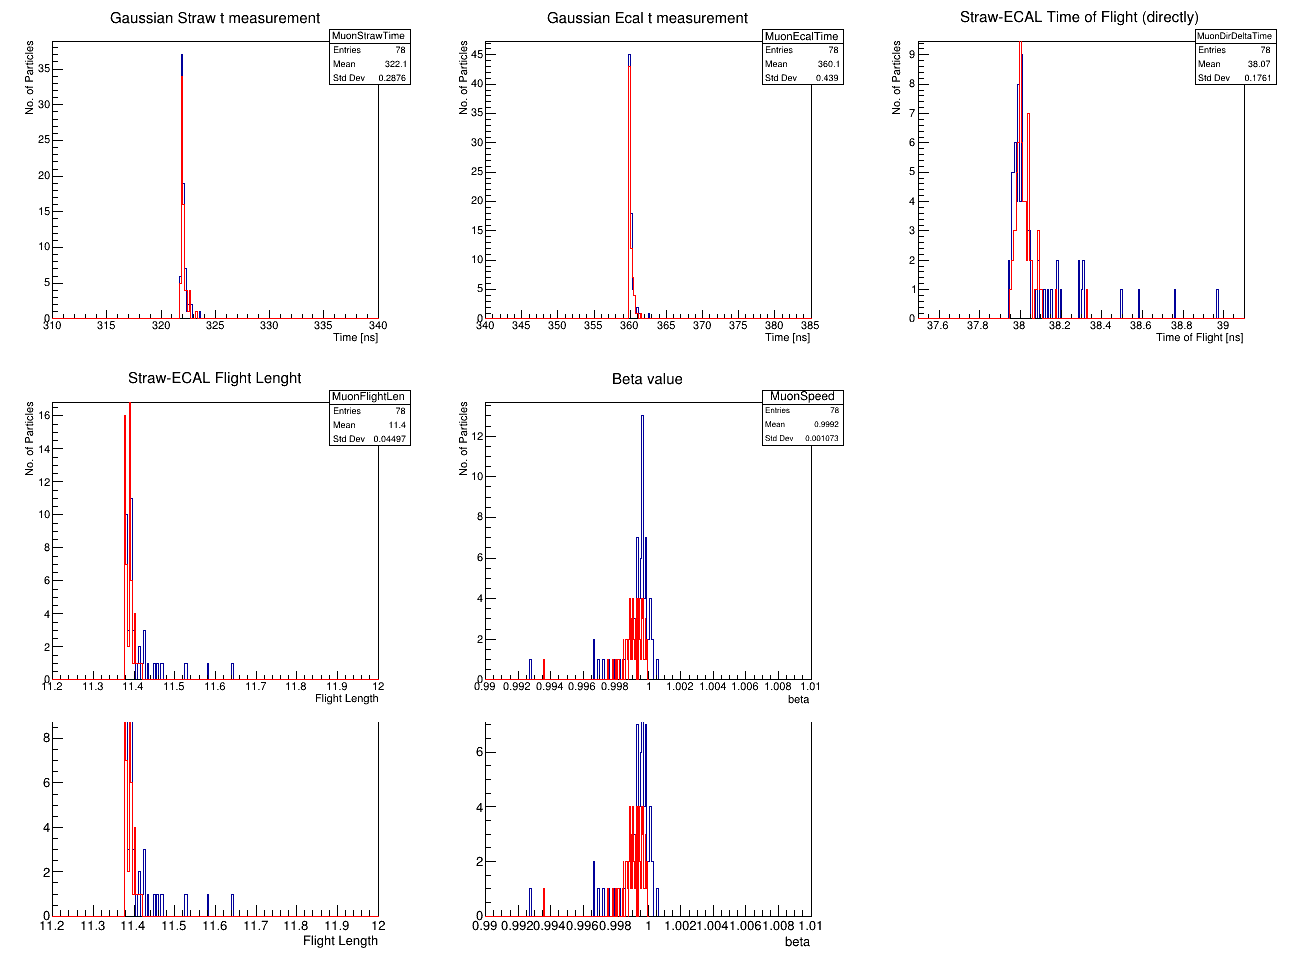 Gaussian Straw t measurement
No. of Particles
MuonStrawTime
Entries 78
Mean 322.1
Std Dev 0.2876
35
30
25
20
15
10
5
0
310 315 320 325 330 335 340
Time [ns]
Gaussian Ecal t measurement
No. of Particles
MuonEcalTime
Entries 78
Mean 360.1
Std Dev 0.439
45
40
35
30
25
20
15
10
5
0
340 345 350 355 360 365 370 375 380 385
Time [ns]
Straw-ECAL Time of Flight (directly)
No. of Particles
MuonDirDeltaTime
Entries 78
Mean 38.07
Std Dev 0.1761
9
8
7
6
5
4
3
2
1
0
37.6 37.8 38 38.2 38.4 38.6 38.8 39
Time of Flight [ns]
Straw-ECAL Flight Lenght
No. of Particles
MuonFlightLen
Entries 78
Mean 11.4
Std Dev 0.04497
16
14
12
10
8
6
4
2
0
11.2 11.3 11.4 11.5 11.6 11.7 11.8 11.9 12
Flight Length
Beta value
No. of Particles
MuonSpeed
Entries 78
Mean 0.9992
Std Dev 0.001073
12
10
8
6
4
2
0
0.99 0.992 0.994 0.996 0.998 1 1.002 1.004 1.006 1.008 1.01
beta
8
6
4
2
0
11.2 11.3 11.4 11.5 11.6 11.7 11.8 11.9 12
Flight Length
6
4
2
0
0.99 0.992 0.994 0.996 0.998 1 1.002 1.004 1.006 1.008 1.01
beta